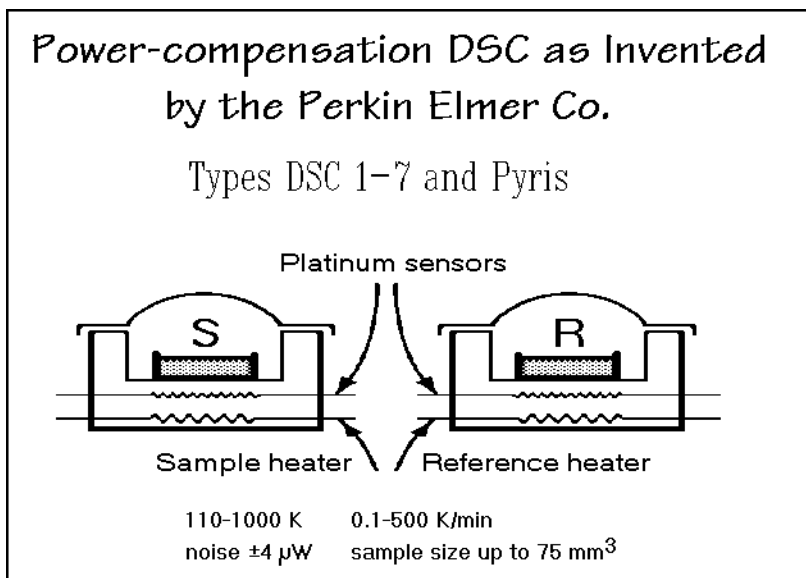 Power-compensation DSC as Invented
by the Perkin Elmer Co.
Types DSC 1-7 and Pyris
Platinum sensors
S
R
Sample heater
Reference heater
110-1000 K 0.1-500 K/min
noise ±4 µW sample size up to 75 mm³